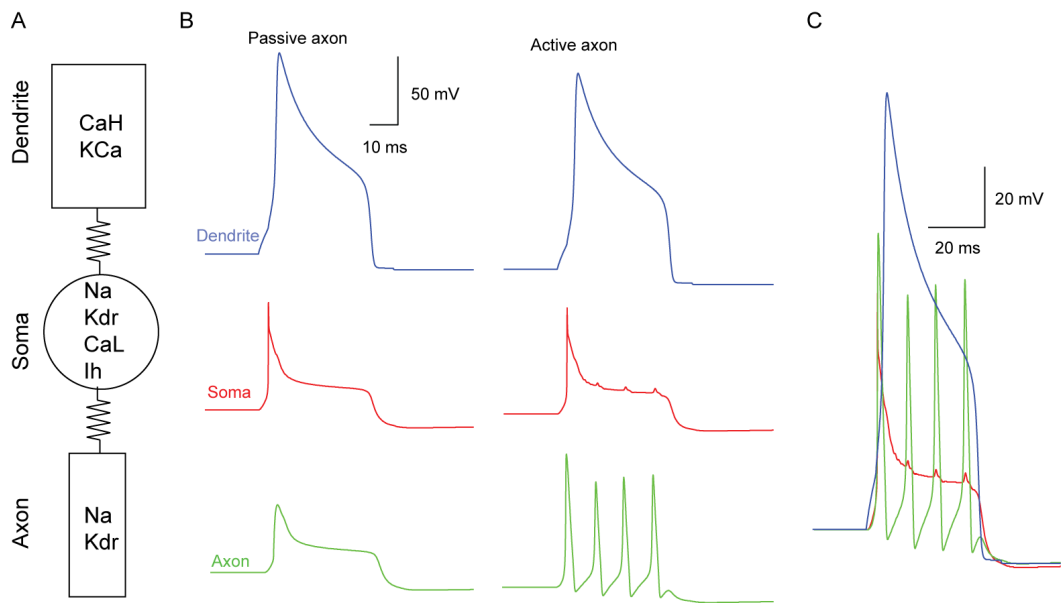 A
Dendrite
CaH
KCa
Soma
Na
Kdr
CaL
Ih
Axon
Na
Kdr
B
Passive axon
Active axon
50 mV
10 ms
Dendrite
Soma
Axon
C
20 mV
20 ms